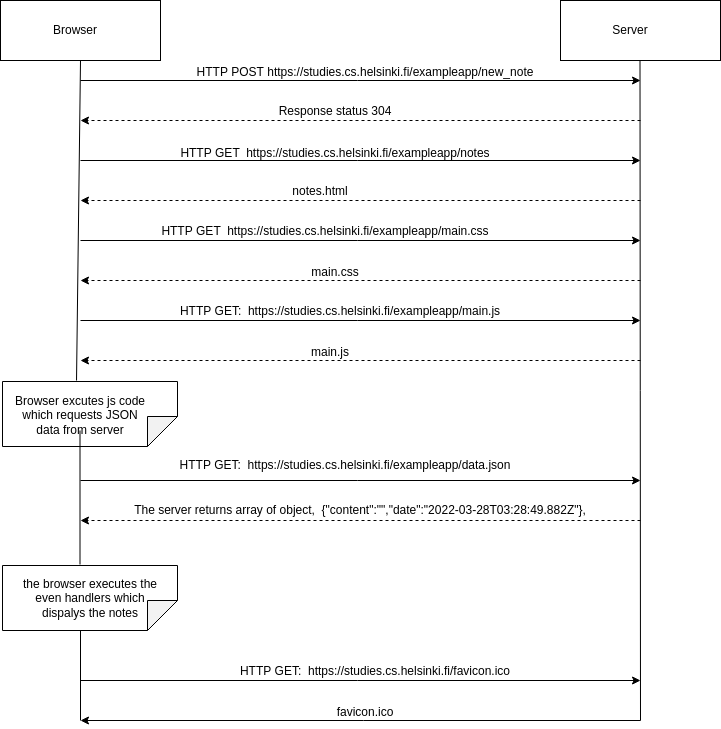 Browser
Server
HTTP POST https://studies.cs.helsinki.fi/exampleapp/new_note
Response status 304
HTTP GET  https://studies.cs.helsinki.fi/exampleapp/notes
notes.html
HTTP GET  https://studies.cs.helsinki.fi/exampleapp/main.css
main.css
HTTP GET:  https://studies.cs.helsinki.fi/exampleapp/main.js
main.js
Browser excutes js code
which requests JSON
data from server
HTTP GET:  https://studies.cs.helsinki.fi/exampleapp/data.json
The server returns array of object,  {"content":"","date":"2022-03-28T03:28:49.882Z"},
the browser executes the
even handlers which
dispalys the notes
HTTP GET:  https://studies.cs.helsinki.fi/favicon.ico
favicon.ico